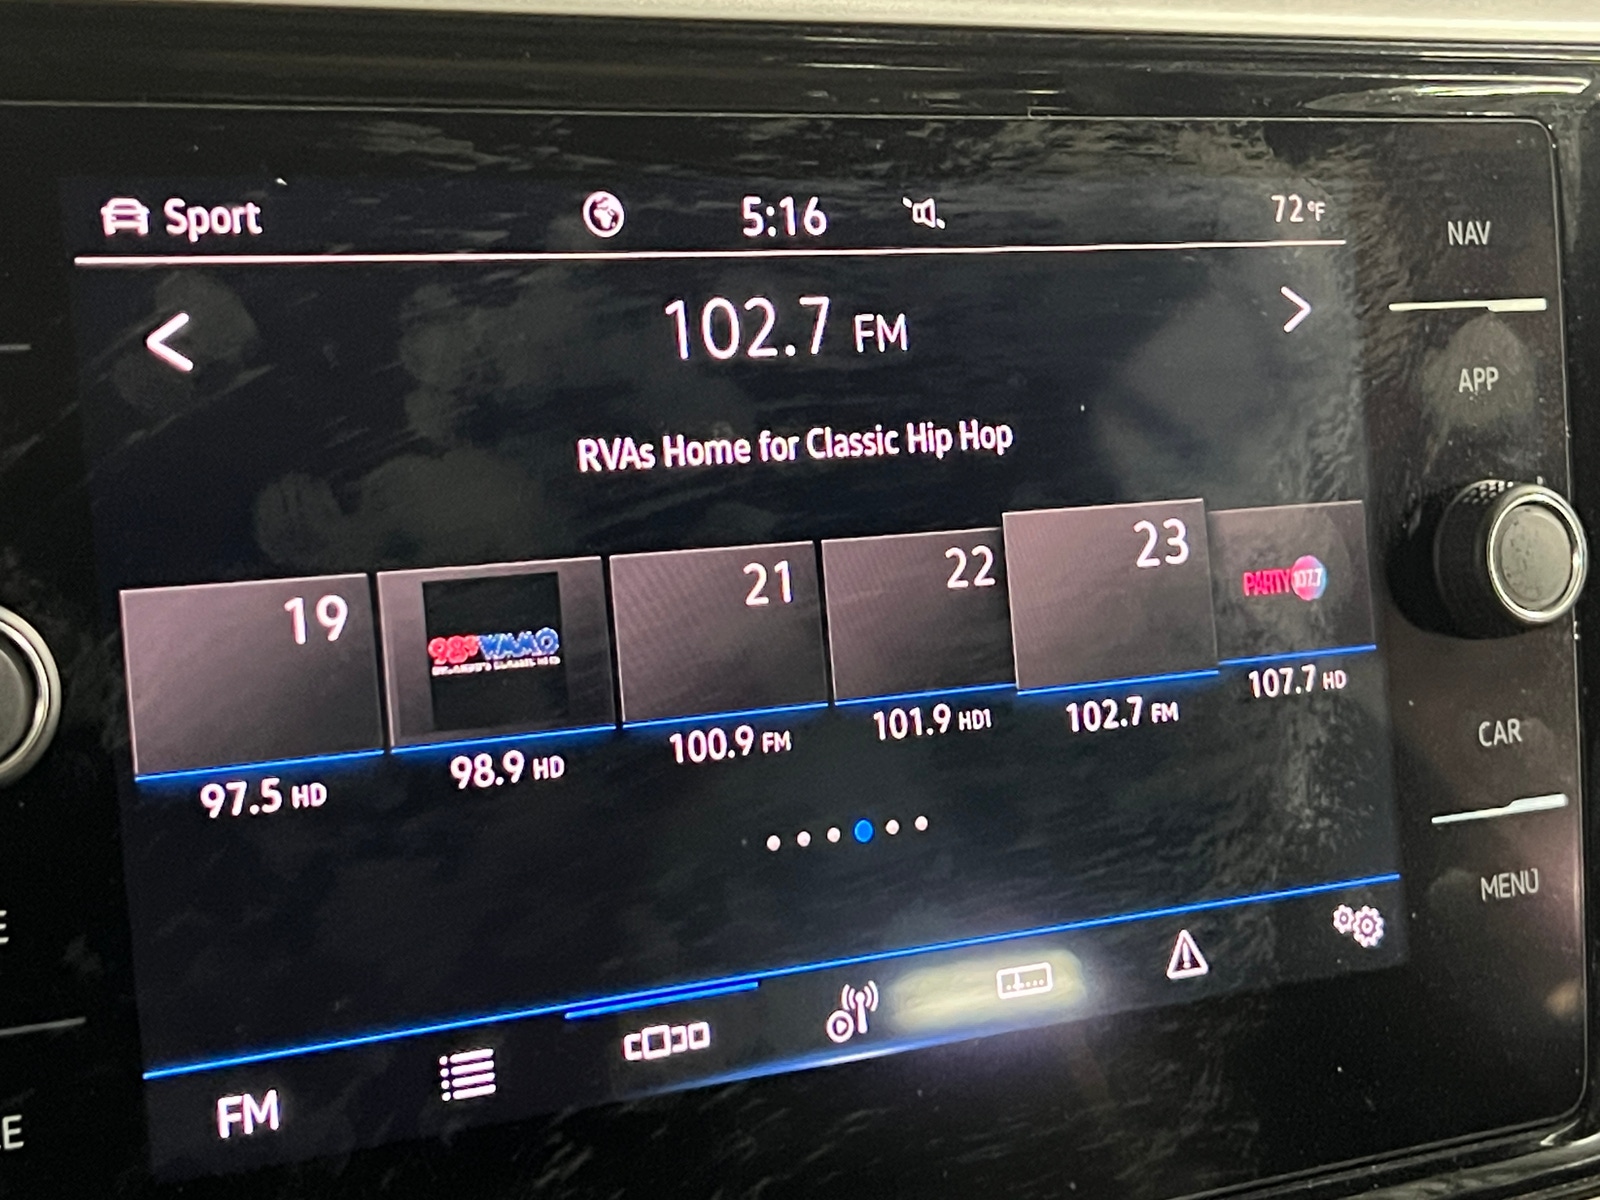 Sport
5:16
72°F
NAV
102.7 FM
APP
RVAs Home for Classic Hip Hop
19
98.9 WMMO
21
22
23
PARTY 107.7
97.5 HD
98.9 HD
100.9 FM
101.9 HD1
102.7 FM
107.7 HD
CAR
MENU
FM
E
E